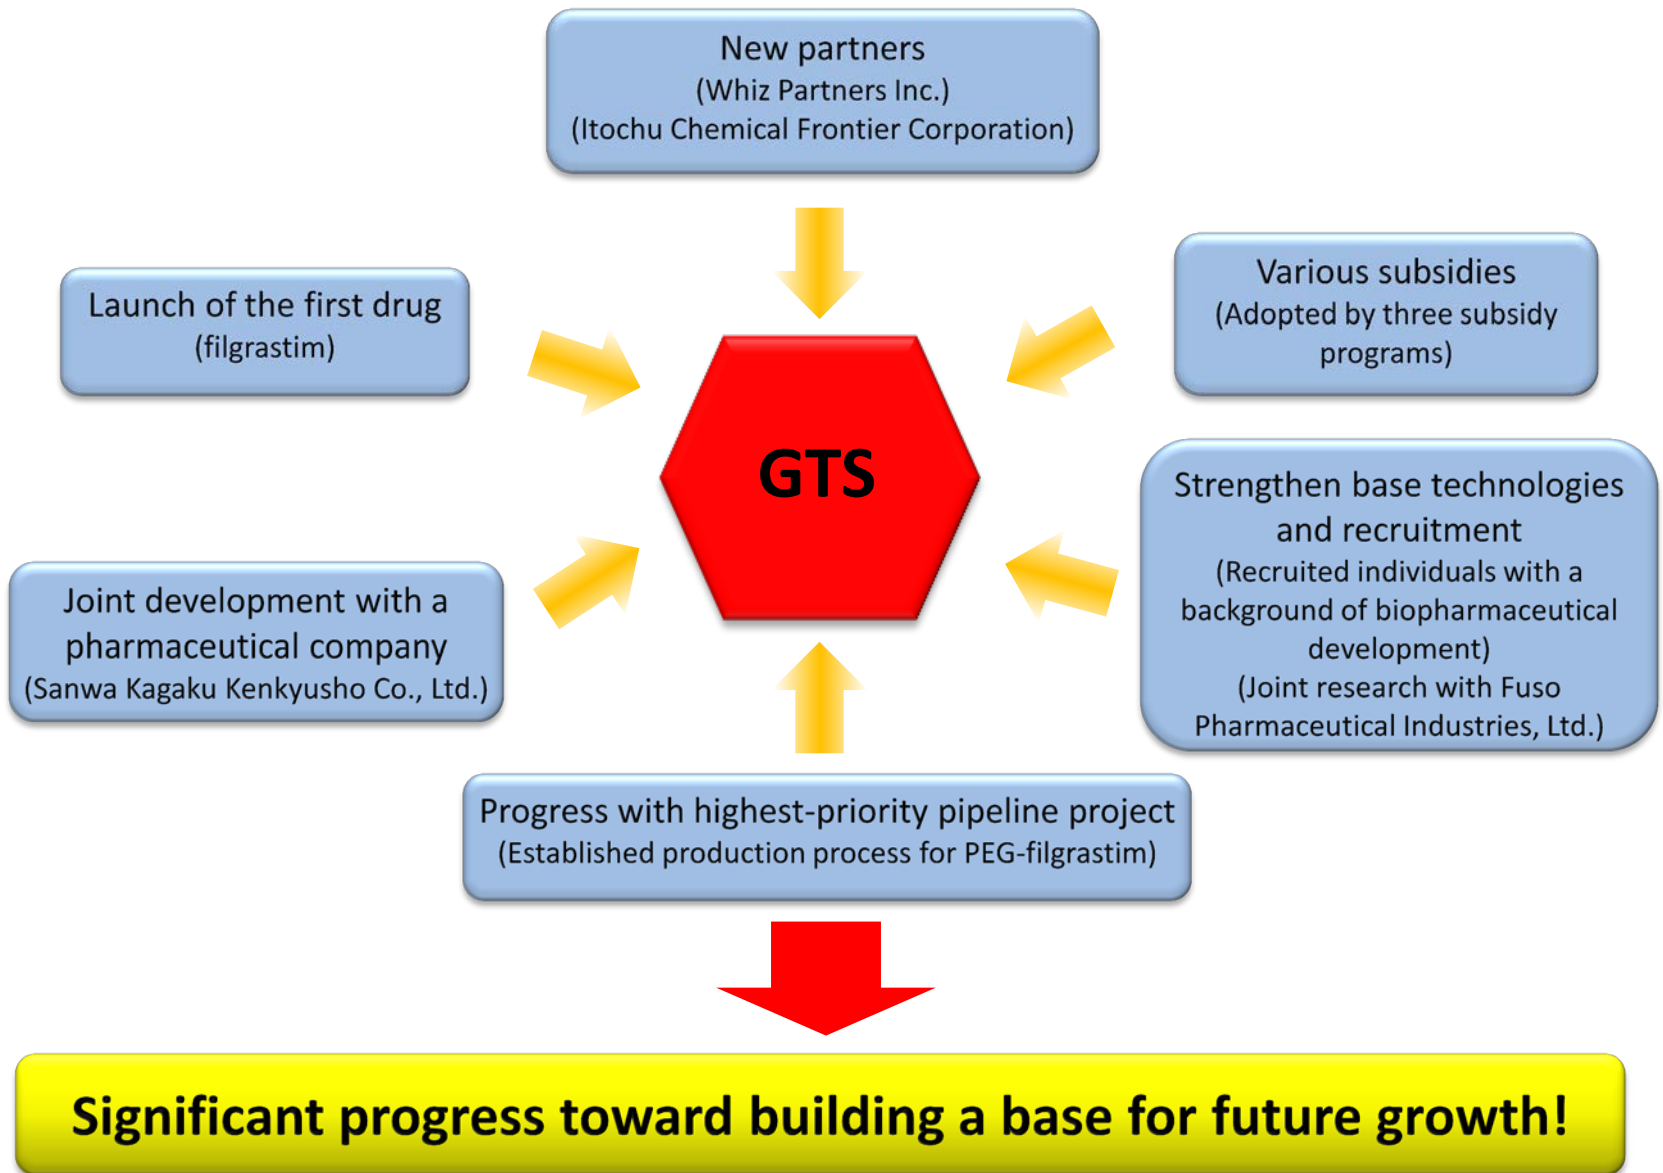 New partners
(Whiz Partners Inc.)
(Itochu Chemical Frontier Corporation)
Launch of the first drug
(filgrastim)
Various subsidies
(Adopted by three subsidy
programs)
GTS
Joint development with a
pharmaceutical company
(Sanwa Kagaku Kenkyusho Co., Ltd.)
Strengthen base technologies
and recruitment
(Recruited individuals with a
background of biopharmaceutical
development)
(Joint research with Fuso
Pharmaceutical Industries, Ltd.)
Progress with highest-priority pipeline project
(Established production process for PEG-filgrastim)
Significant progress toward building a base for future growth!